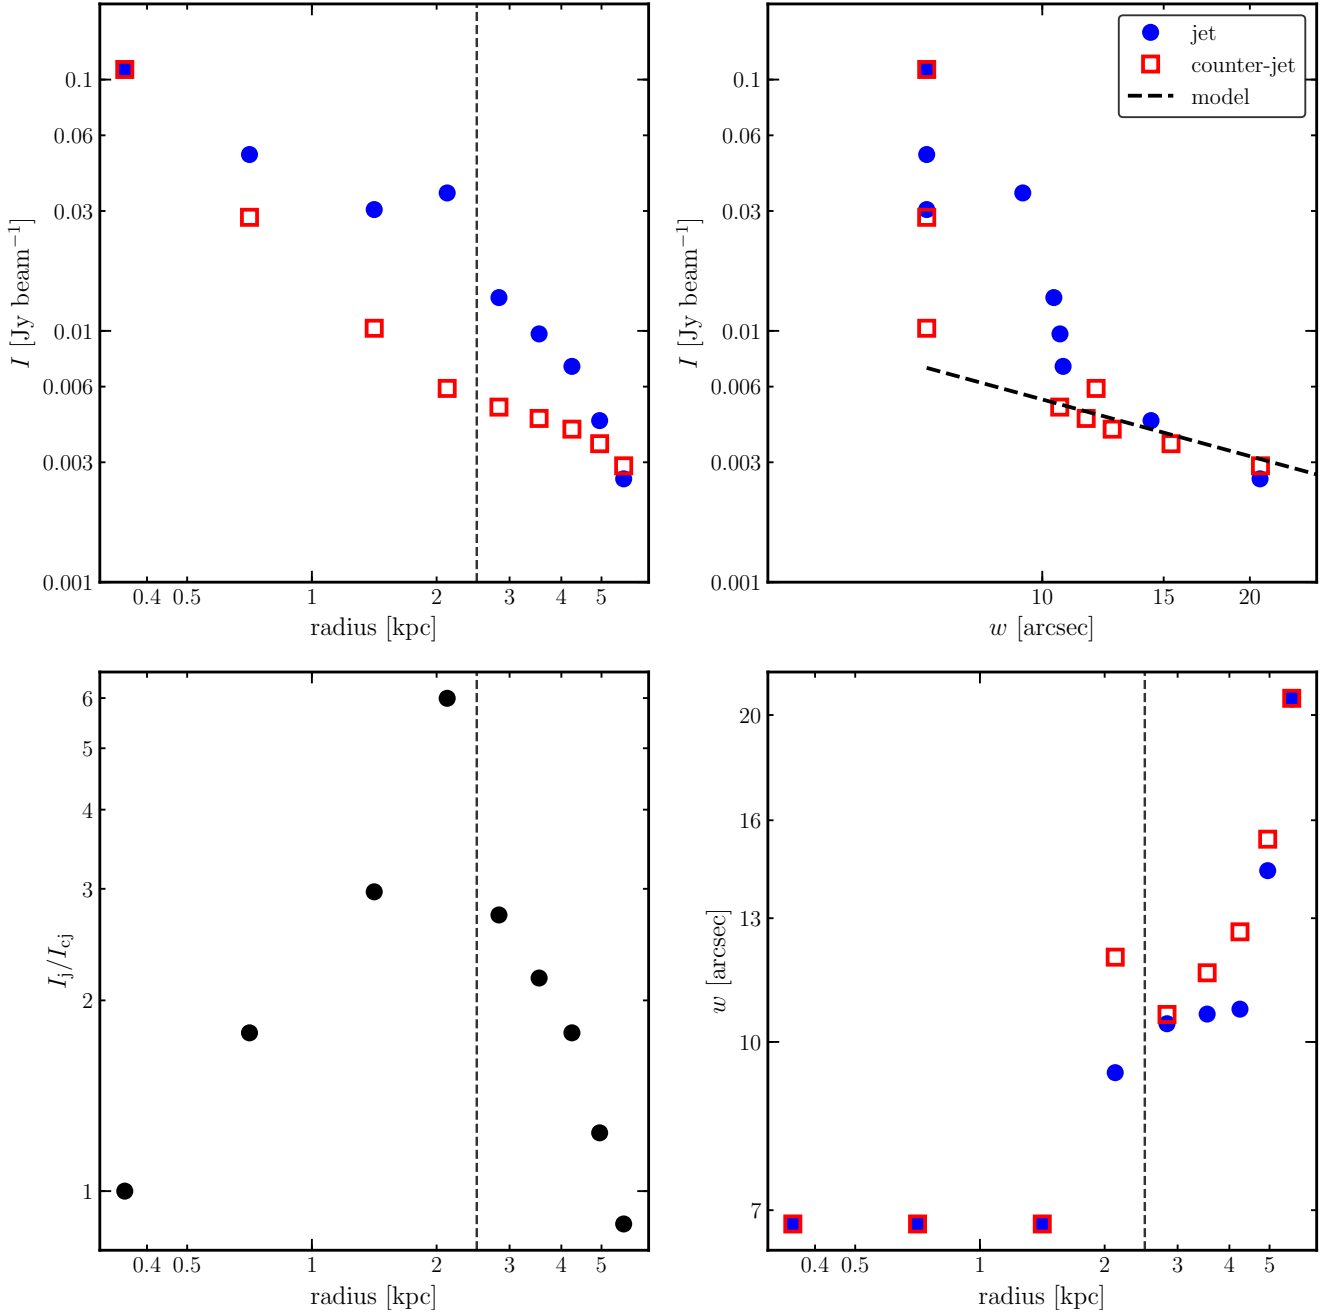 0.1
0.06
0.03
0.01
0.006
0.003
0.001
I [Jy beam⁻¹]
0.4 0.5 1 2 3 4 5
radius [kpc]
jet
counter-jet
model
0.1
0.06
0.03
0.01
0.006
0.003
0.001
I [Jy beam⁻¹]
10 15 20
w [arcsec]
6
5
4
3
2
1
I_j/I_cj
0.4 0.5 1 2 3 4 5
radius [kpc]
20
16
13
10
7
w [arcsec]
0.4 0.5 1 2 3 4 5
radius [kpc]